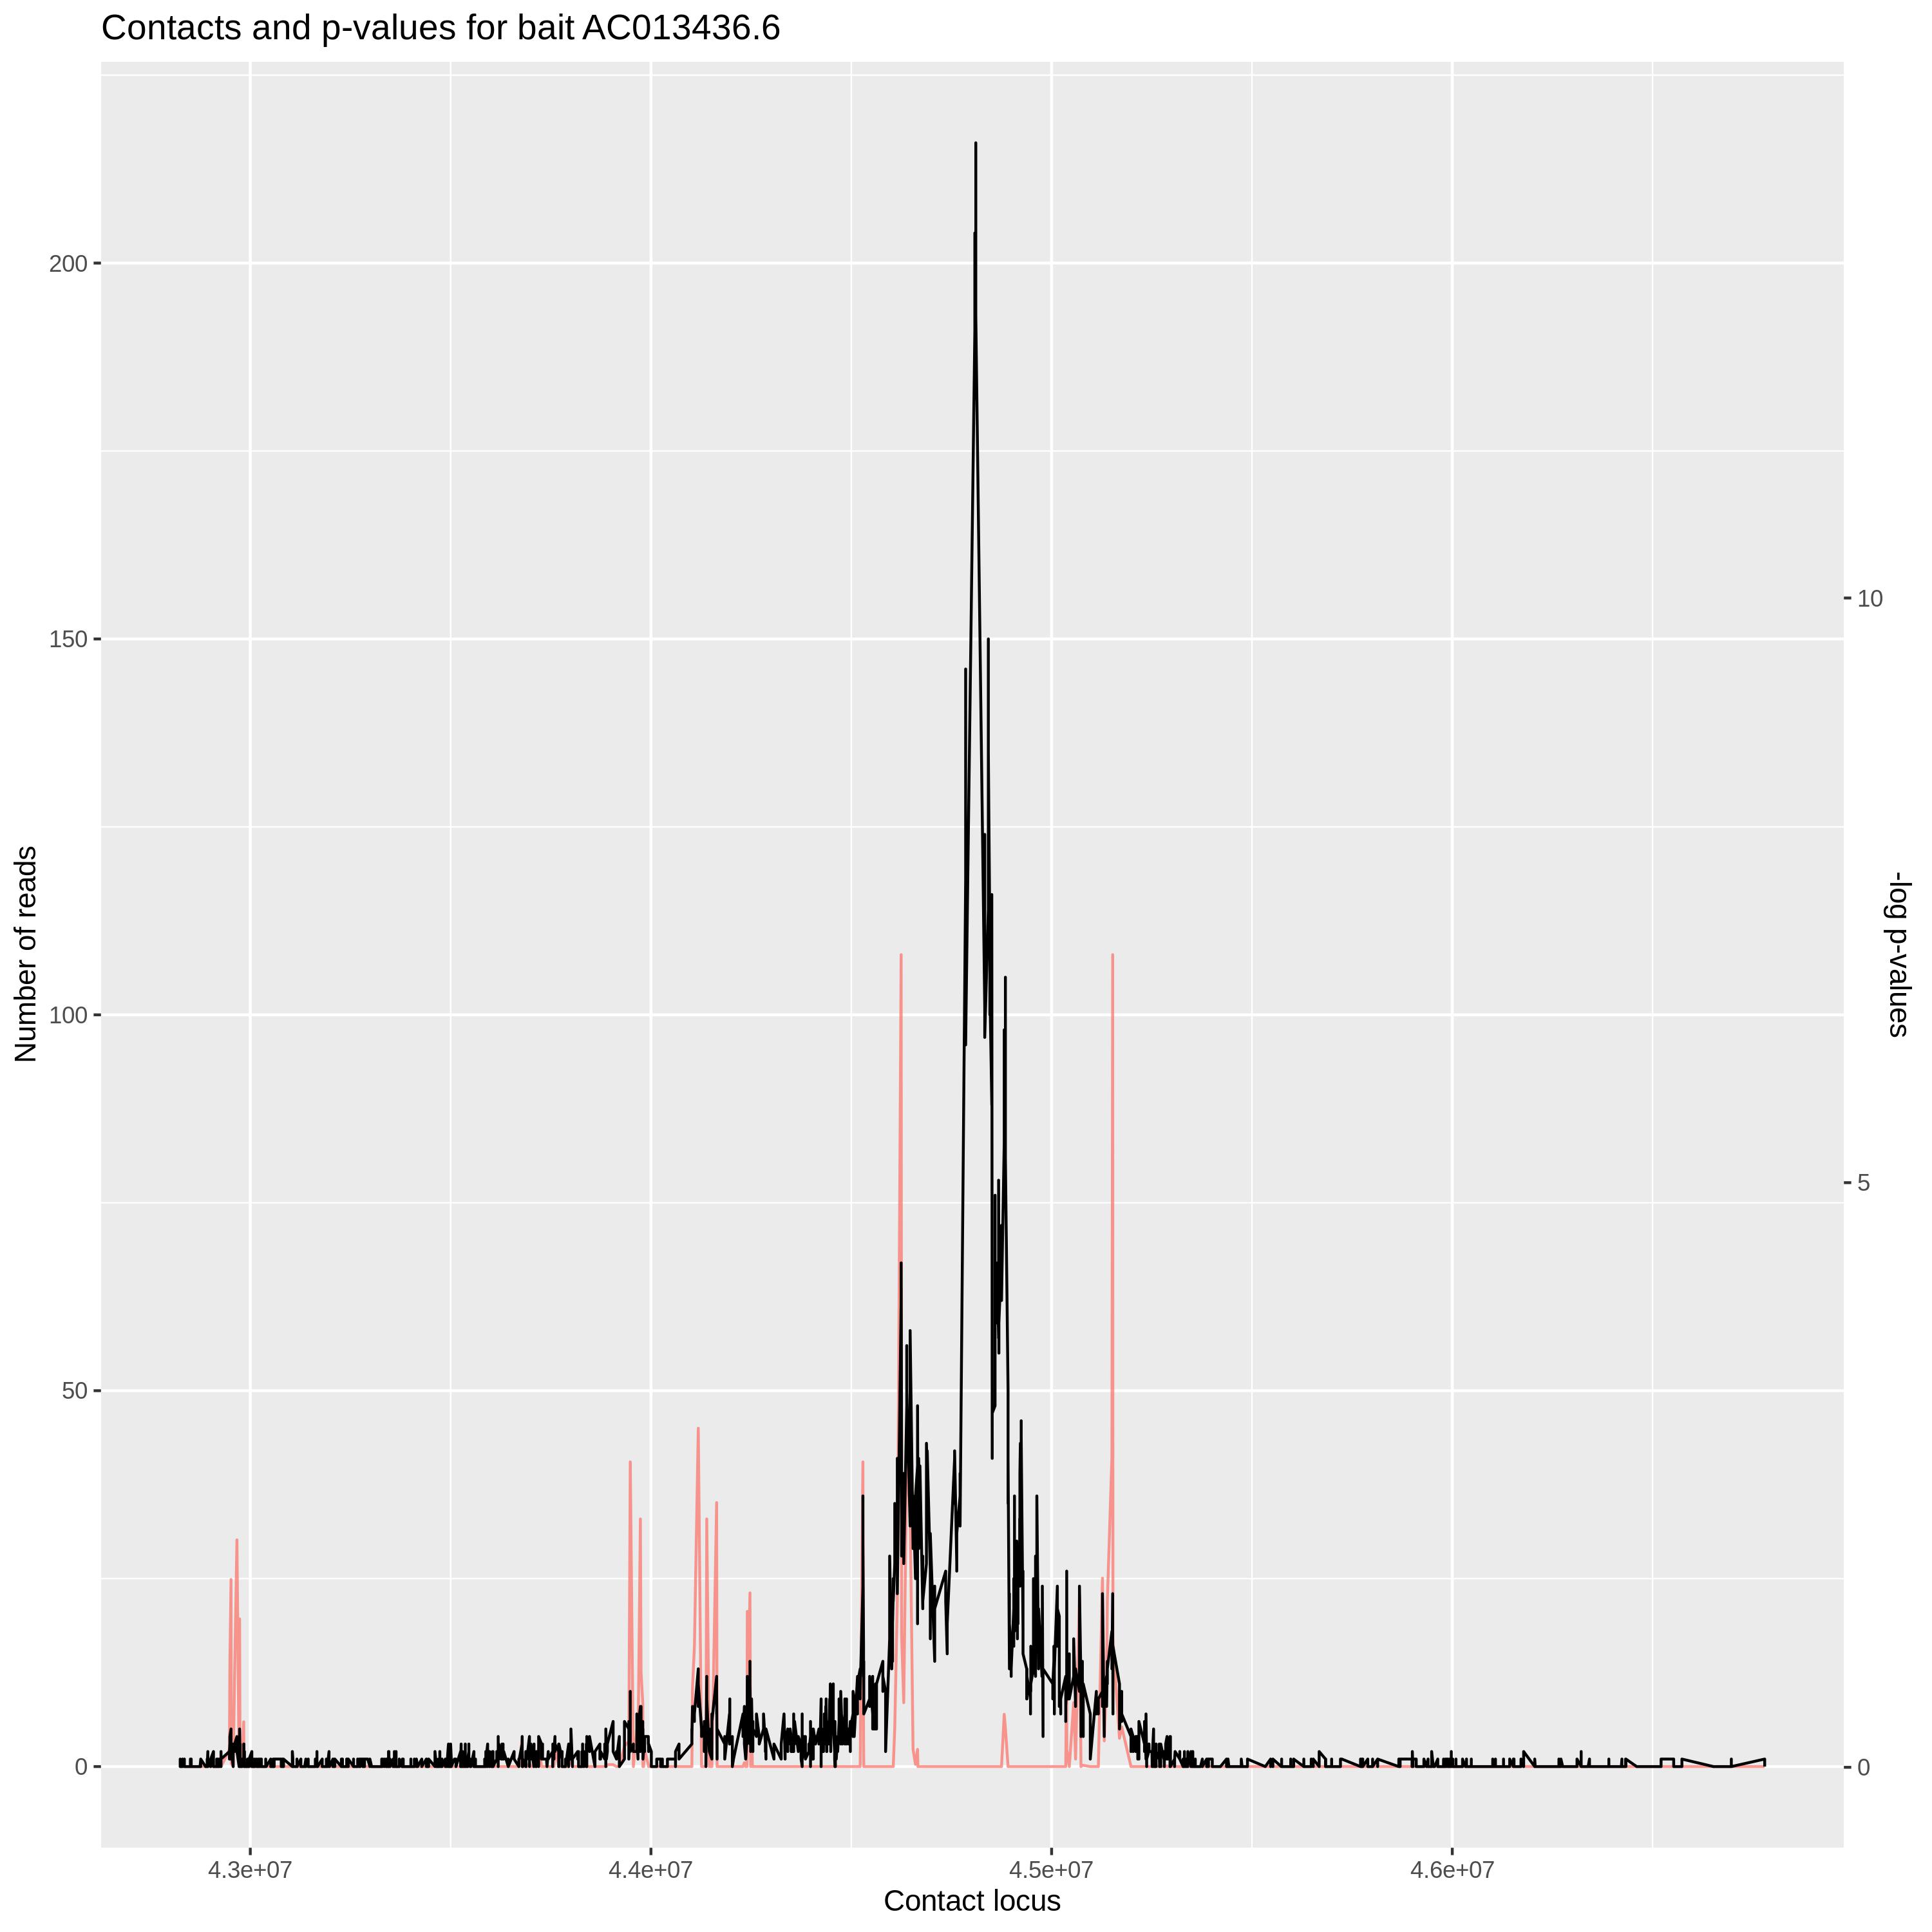 Contacts and p-values for bait AC013436.6
Number of reads
200
150
100
50
0
10
5
0
-log p-values
4.3e+07
4.4e+07
4.5e+07
4.6e+07
Contact locus